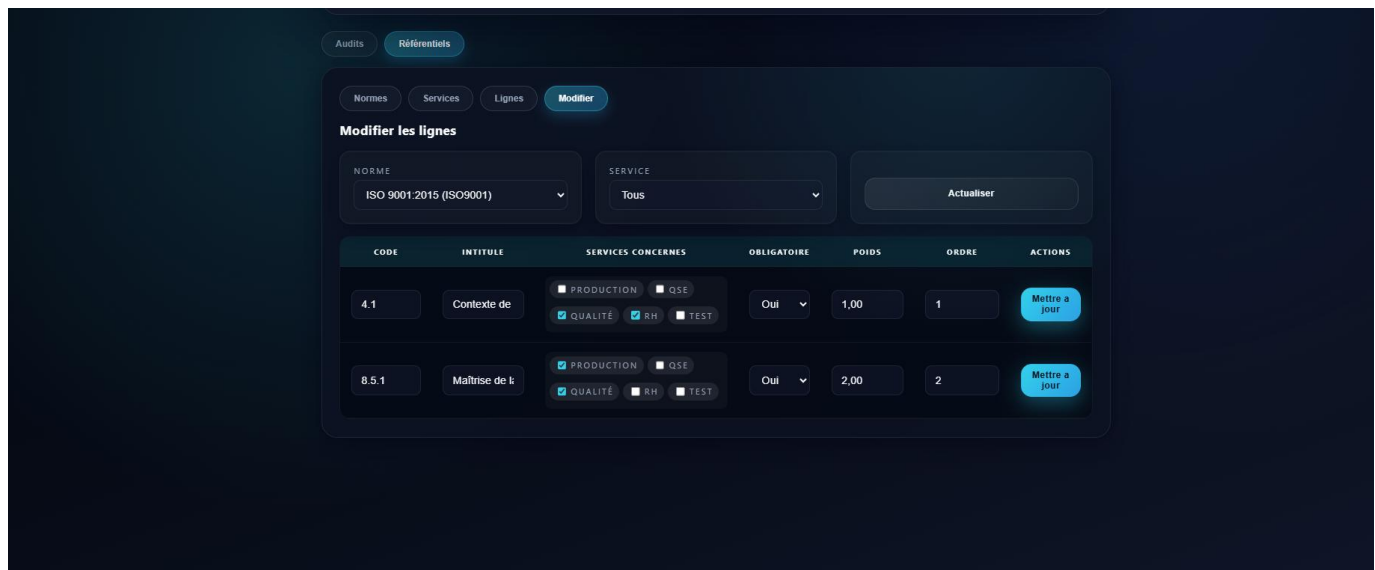 Audits Référentiels
Normes Services Lignes Modifier
Modifier les lignes
NORME SERVICE
ISO 9001:2015 (ISO9001) Tous Actualiser
CODE INTITULE SERVICES CONCERNES OBLIGATOIRE POIDS ORDRE ACTIONS
PRODUCTION QSE
4.1 Contexte de Oui 1,00 1 Mettre a jour
QUALITÉ RH TEST
PRODUCTION QSE
8.5.1 Maîtrise de la Oui 2,00 2 Mettre a jour
QUALITÉ RH TEST